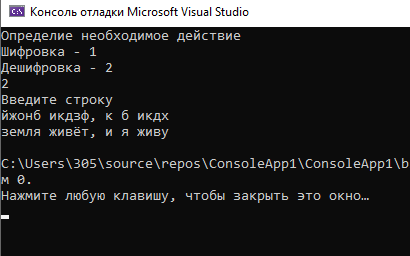 Консоль отладки Microsoft Visual Studio
Определие необходимое действие
Шифровка - 1
Дешифровка - 2
2
Введите строку
йжонб икдзф, к б икдх
земля живёт, и я живу
C:\Users\305\source\repos\ConsoleApp1\ConsoleApp1\b
м 0.
Нажмите любую клавишу, чтобы закрыть это окно…